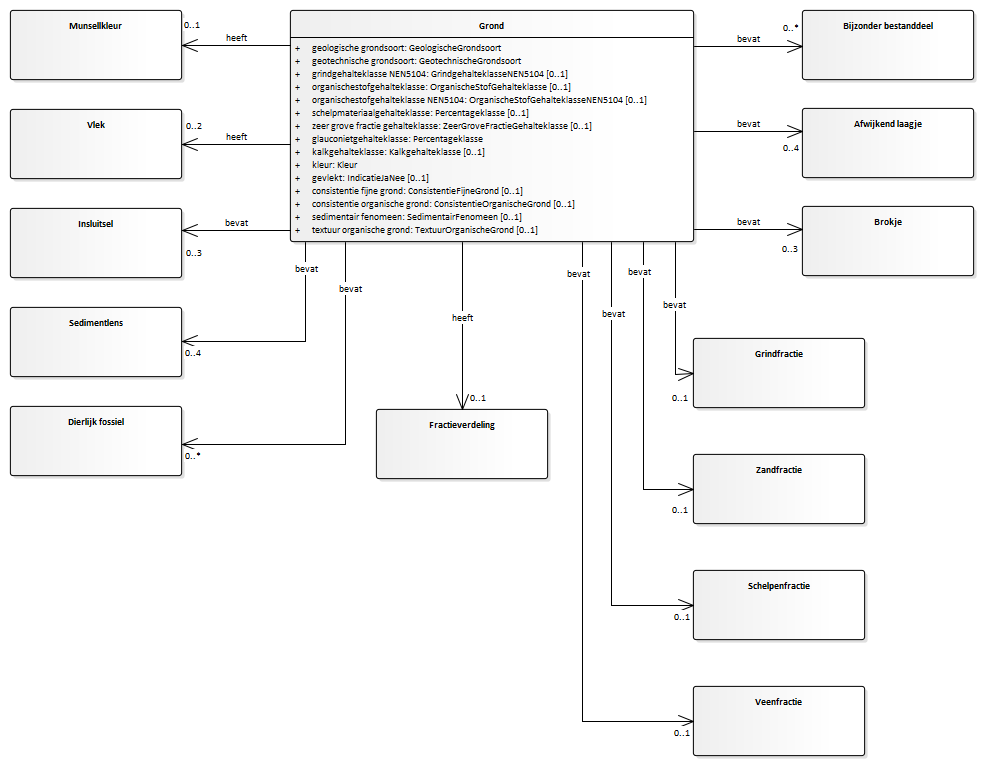 Munsellkleur
0..1
heeft
Vlek
0..2
heeft
Insluitsel
bevat
0..3
Sedimentlens
bevat
0..4
Dierlijk fossiel
bevat
0..*
Grond
+ geologische grondsoort: GeologischeGrondsoort
+ geotechnische grondsoort: GeotechnischeGrondsoort
+ grindgehalteklasse NEN5104: GrindgehalteklasseNEN5104 [0..1]
+ organischestofgehalteklasse: OrganischeStofGehalteklasse [0..1]
+ organischestofgehalteklasse NEN5104: OrganischeStofGehalteklasseNEN5104 [0..1]
+ schelpmateriaalgehalteklasse: Percentageklasse [0..1]
+ zeer grove fractie gehalteklasse: ZeerGroveFractieGehalteklasse [0..1]
+ glauconietgehalteklasse: Percentageklasse
+ kalkgehalteklasse: Kalkgehalteklasse [0..1]
+ kleur: Kleur
+ gevlekt: IndicatieJaNee [0..1]
+ consistentie fijne grond: ConsistentieFijneGrond [0..1]
+ consistentie organische grond: ConsistentieOrganischeGrond [0..1]
+ sedimentair fenomeen: SedimentairFenomeen [0..1]
+ textuur organische grond: TextuurOrganischeGrond [0..1]
heeft
0..1
Fractieverdeling
0..*
bevat
Bijzonder bestanddeel
bevat
0..4
Afwijkend laagje
bevat
0..3
Brokje
bevat
0..1
Grindfractie
bevat
0..1
Zandfractie
bevat
0..1
Schelpenfractie
bevat
0..1
Veenfractie